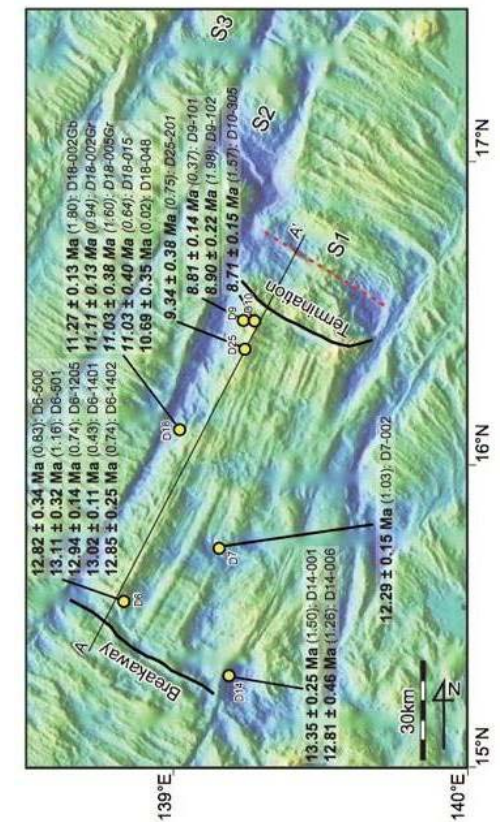 12.82 ± 0.34 Ma (0.83): D6-500
13.11 ± 0.32 Ma (1.16): D6-501
12.94 ± 0.14 Ma (0.74): D6-1205
13.02 ± 0.11 Ma (0.43): D6-1401
12.85 ± 0.25 Ma (0.74): D6-1402
11.27 ± 0.13 Ma (1.80): D18-002Gb
11.11 ± 0.13 Ma (0.94): D18-002Gr
11.03 ± 0.38 Ma (1.60): D18-005Gr
11.03 ± 0.40 Ma (0.64): D18-015
10.69 ± 0.35 Ma (0.02): D18-048
9.34 ± 0.38 Ma (0.75): D25-201
8.81 ± 0.14 Ma (0.37): D9-101
8.90 ± 0.22 Ma (1.98): D9-102
8.71 ± 0.15 Ma (1.57): D10-305
S3
S2
S1
A
Breakaway
D6
D18
D25
D9
D10
A'
Termination
D7
D14
13.35 ± 0.25 Ma (1.50): D14-001
12.81 ± 0.46 Ma (1.26): D14-006
12.29 ± 0.15 Ma (1.03): D7-002
30km
N
139°E
140°E
15°N
16°N
17°N